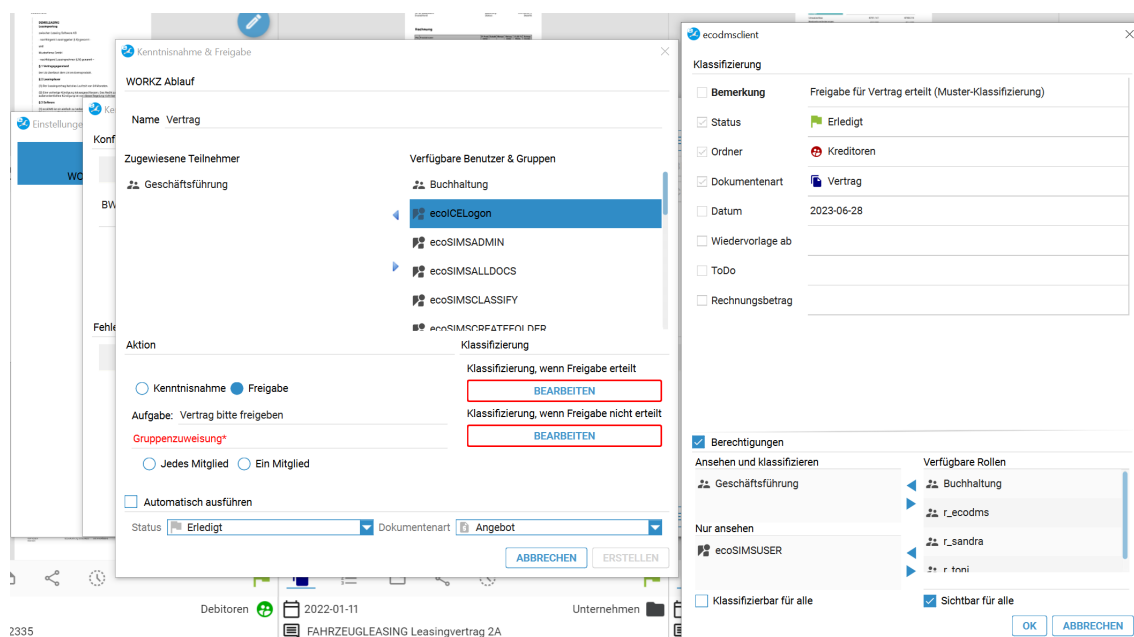 Kenntnisnahme & Freigabe
WORKZ Ablauf
Name Vertrag
Zugewiesene Teilnehmer
Geschäftsführung
Verfügbare Benutzer & Gruppen
Buchhaltung
ecoICELogon
ecoSIMSADMIN
ecoSIMSALLDOCS
ecoSIMSCLASSIFY
ecoSIMSCREATEFOLDER
Aktion
Kenntnisnahme Freigabe
Aufgabe: Vertrag bitte freigeben
Gruppenzuweisung*
Jedes Mitglied Ein Mitglied
Klassifizierung
Klassifizierung, wenn Freigabe erteilt
BEARBEITEN
Klassifizierung, wenn Freigabe nicht erteilt
BEARBEITEN
Automatisch ausführen
Status Erledigt Dokumentenart Angebot
ABBRECHEN ERSTELLEN
Einstellunge
WO
Ke
Konf
BW
Fehle
ecodmsclient
Klassifizierung
Bemerkung Freigabe für Vertrag erteilt (Muster-Klassifizierung)
Status Erledigt
Ordner Kreditoren
Dokumentenart Vertrag
Datum 2023-06-28
Wiedervorlage ab
ToDo
Rechnungsbetrag
Berechtigungen
Ansehen und klassifizieren
Geschäftsführung
Nur ansehen
ecoSIMSUSER
Verfügbare Rollen
Buchhaltung
r_ecodms
r_sandra
r_toni
Klassifizierbar für alle Sichtbar für alle
OK ABBRECHEN
Debitoren
2335
2022-01-11 Unternehmen
FAHRZEUGLEASING Leasingvertrag 2A